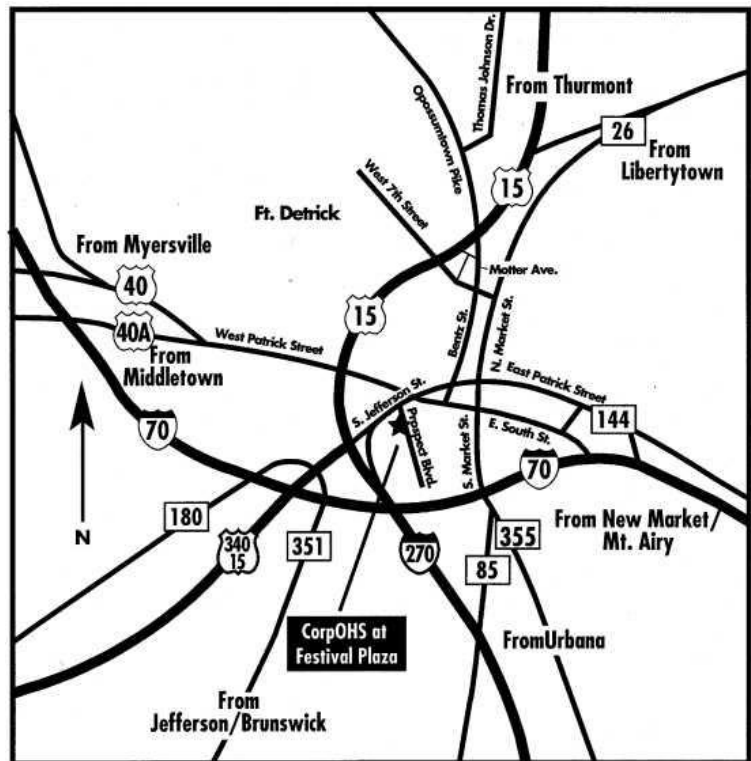 Thomas Johnson Dr.
From Thurmont
Opossumtown Pike
26
From
Libertytown
West 7th Street
15
Ft. Detrick
From Myersville
Motter Ave.
40
15
N. Market St.
Bentz St.
40A
West Patrick Street
From
Middletown
East Patrick Street
S. Jefferson St.
144
70
Prpspect Blvd.
S. Market St.
E. South St.
70
N
180
340
15
351
270
85
355
From New Market/
Mt. Airy
CorpOHS at
Festival Plaza
FromUrbana
From
Jefferson/Brunswick